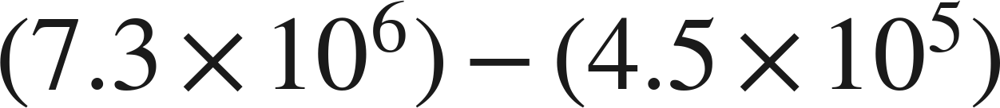 (7.3 × 10⁶) − (4.5 × 10⁵)